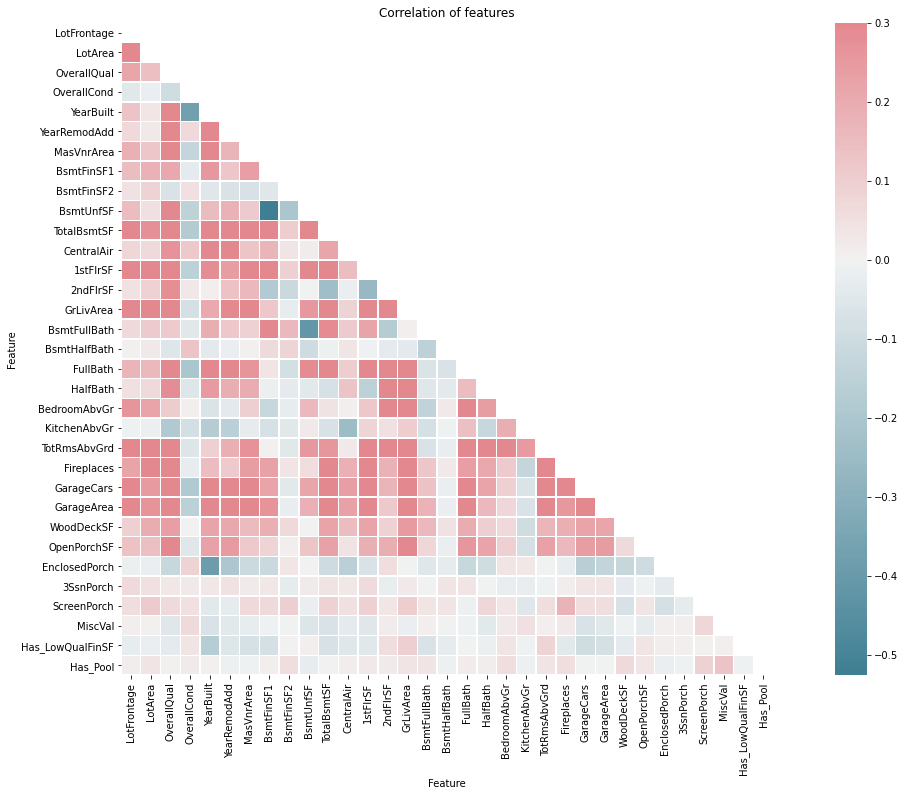 Correlation of features
LotFrontage
LotArea
OverallQual
OverallCond
YearBuilt
YearRemodAdd
MasVnrArea
BsmtFinSF1
BsmtFinSF2
BsmtUnfSF
TotalBsmtSF
CentralAir
1stFlrSF
2ndFlrSF
GrLivArea
BsmtFullBath
BsmtHalfBath
FullBath
HalfBath
BedroomAbvGr
KitchenAbvGr
TotRmsAbvGrd
Fireplaces
GarageCars
GarageArea
WoodDeckSF
OpenPorchSF
EnclosedPorch
3SsnPorch
ScreenPorch
MiscVal
Has_LowQualFinSF
Has_Pool
Feature
LotFrontage
LotArea
OverallQual
OverallCond
YearBuilt
YearRemodAdd
MasVnrArea
BsmtFinSF1
BsmtFinSF2
BsmtUnfSF
TotalBsmtSF
CentralAir
1stFlrSF
2ndFlrSF
GrLivArea
BsmtFullBath
BsmtHalfBath
FullBath
HalfBath
BedroomAbvGr
KitchenAbvGr
TotRmsAbvGrd
Fireplaces
GarageCars
GarageArea
WoodDeckSF
OpenPorchSF
EnclosedPorch
3SsnPorch
ScreenPorch
MiscVal
Has_LowQualFinSF
Has_Pool
Feature
0.3
0.2
0.1
0.0
−0.1
−0.2
−0.3
−0.4
−0.5